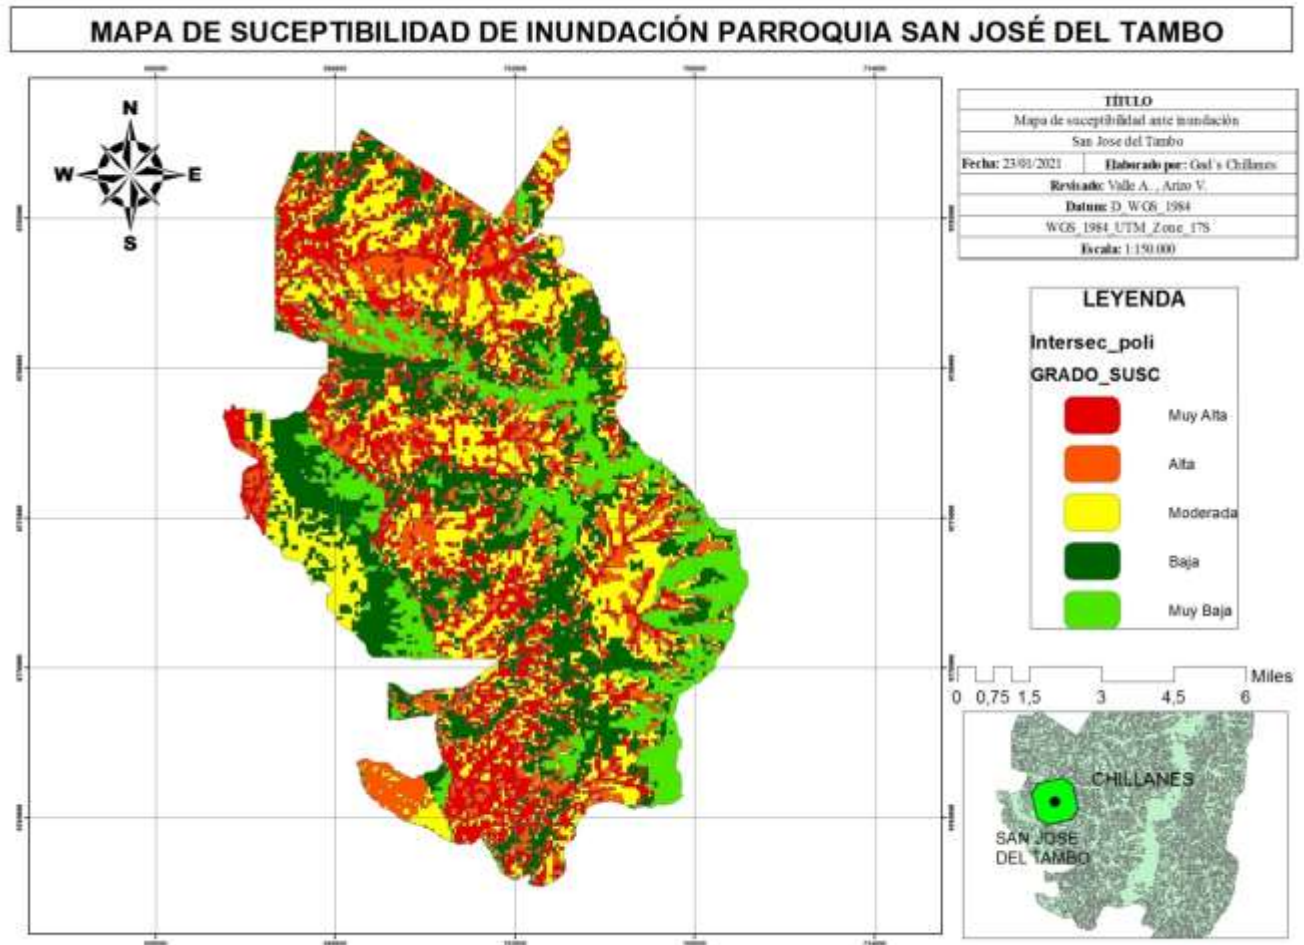 MAPA DE SUCEPTIBILIDAD DE INUNDACIÓN PARROQUIA SAN JOSÉ DEL TAMBO
N
W
E
S
TÍTULO
Mapa de suceptibilidad ante inundación
San Jose del Tambo
Fecha: 23/01/2021
Elaborado por: Gad's Chillanes
Revisado: Valle A. , Arizo V.
Datum: D_WGS_1984
WGS_1984_UTM_Zone_17S
Escala: 1:150.000
LEYENDA
Intersec_poli
GRADO_SUSC
Muy Alta
Alta
Moderada
Baja
Muy Baja
Miles
0 0,75 1,5 3 4,5 6
CHILLANES
SAN JOSE
DEL TAMBO